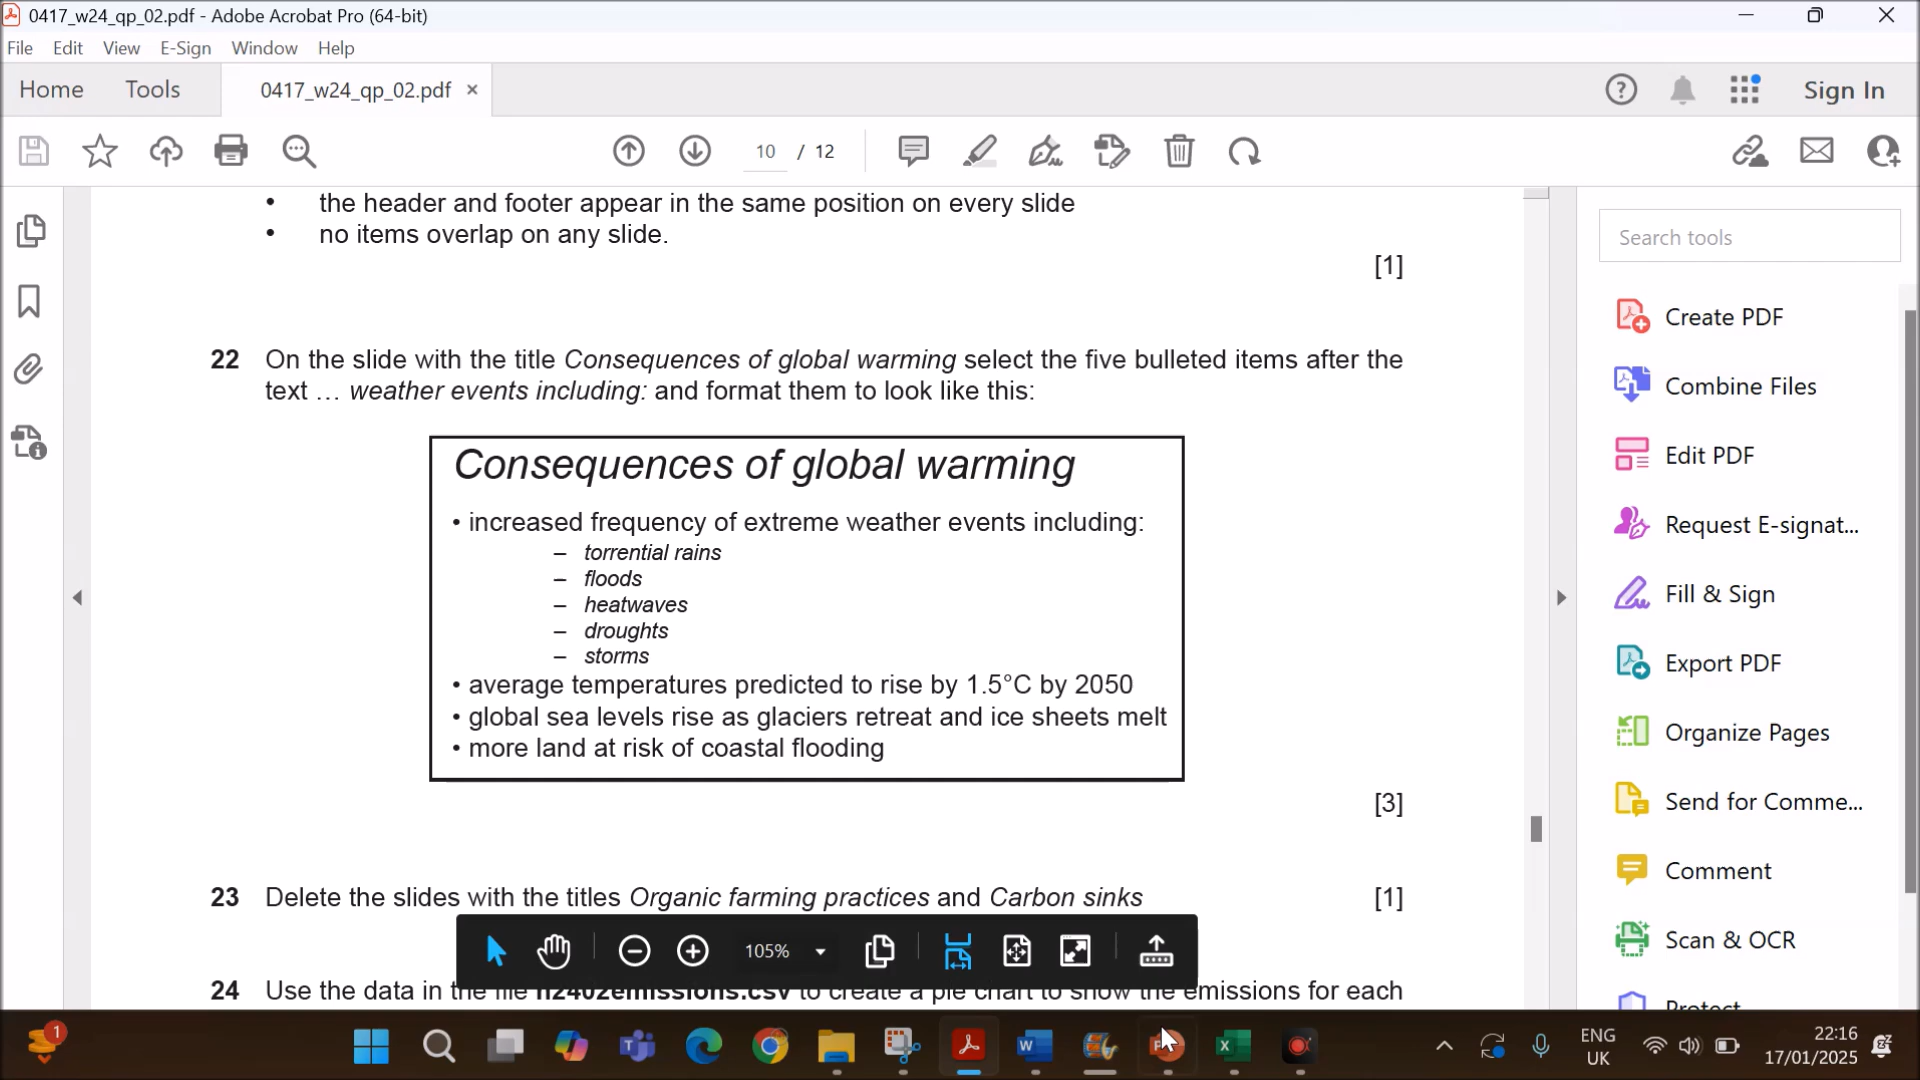 0417_w24_qp_02.pdf - Adobe Acrobat Pro (64-bit)
File Edit View E-Sign Window Help
Home Tools 0417_w24_qp_02.pdf × Sign In
10 / 12
• the header and footer appear in the same position on every slide
• no items overlap on any slide.
[1]
22 On the slide with the title Consequences of global warming select the five bulleted items after the
text … weather events including: and format them to look like this:
Consequences of global warming
• increased frequency of extreme weather events including:
– torrential rains
– floods
– heatwaves
– droughts
– storms
• average temperatures predicted to rise by 1.5°C by 2050
• global sea levels rise as glaciers retreat and ice sheets melt
• more land at risk of coastal flooding
[3]
23 Delete the slides with the titles Organic farming practices and Carbon sinks [1]
105%
24 Use the data in the file n2402emissions.csv to create a pie chart to show the emissions for each
Search tools
Create PDF
Combine Files
Edit PDF
Request E-signat...
Fill & Sign
Export PDF
Organize Pages
Send for Comme...
Comment
Scan & OCR
Protect
1
ENG
UK
22:16
17/01/2025